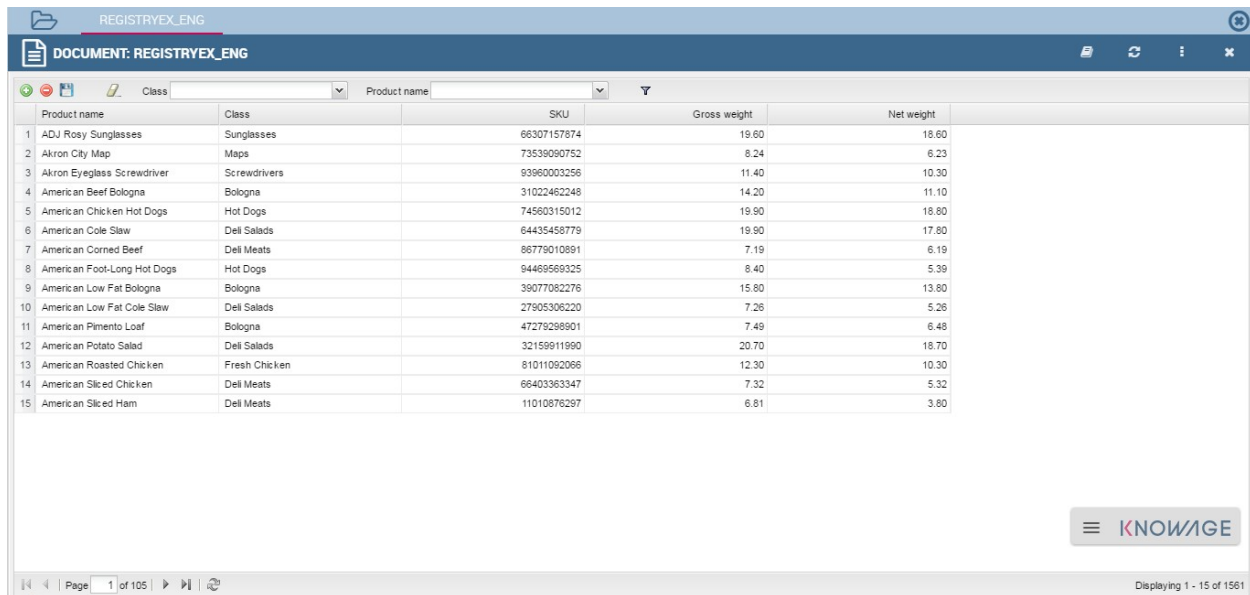 REGISTRYEX_ENG
DOCUMENT: REGISTRYEX_ENG
Class Product name
Product name Class SKU Gross weight Net weight
1 ADJ Rosy Sunglasses Sunglasses 66307157874 19.60 18.60
2 Akron City Map Maps 73539090752 8.24 6.23
3 Akron Eyeglass Screwdriver Screwdrivers 93960003256 11.40 10.30
4 American Beef Bologna Bologna 31022462248 14.20 11.10
5 American Chicken Hot Dogs Hot Dogs 74560315012 19.90 18.80
6 American Cole Slaw Deli Salads 64435458779 19.90 17.80
7 American Corned Beef Deli Meats 86779010891 7.19 6.19
8 American Foot-Long Hot Dogs Hot Dogs 94469569325 8.40 5.39
9 American Low Fat Bologna Bologna 39077082276 15.80 13.80
10 American Low Fat Cole Slaw Deli Salads 27905306220 7.26 5.26
11 American Pimento Loaf Bologna 47279298901 7.49 6.48
12 American Potato Salad Deli Salads 32159911990 20.70 18.70
13 American Roasted Chicken Fresh Chicken 81011092066 12.30 10.30
14 American Sliced Chicken Deli Meats 66403363347 7.32 5.32
15 American Sliced Ham Deli Meats 11010876297 6.81 3.80
KNOWAGE
Page 1 of 105 Displaying 1 - 15 of 1561